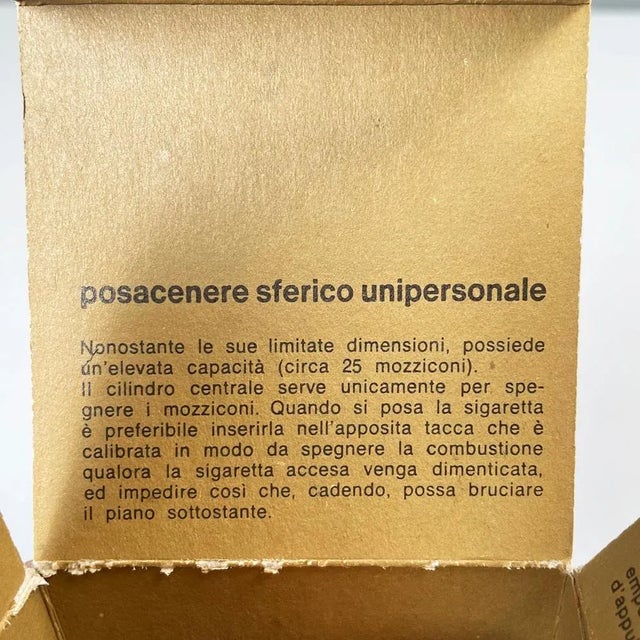 posacenere sferico unipersonale
Nonostante le sue limitate dimensioni, possiede
un'elevata capacità (circa 25 mozziconi).
Il cilindro centrale serve unicamente per spe-
gnere i mozziconi. Quando si posa la sigaretta
è preferibile inserirla nell'apposita tacca che è
calibrata in modo da spegnere la combustione
qualora la sigaretta accesa venga dimenticata,
ed impedire così che, cadendo, possa bruciare
il piano sottostante.